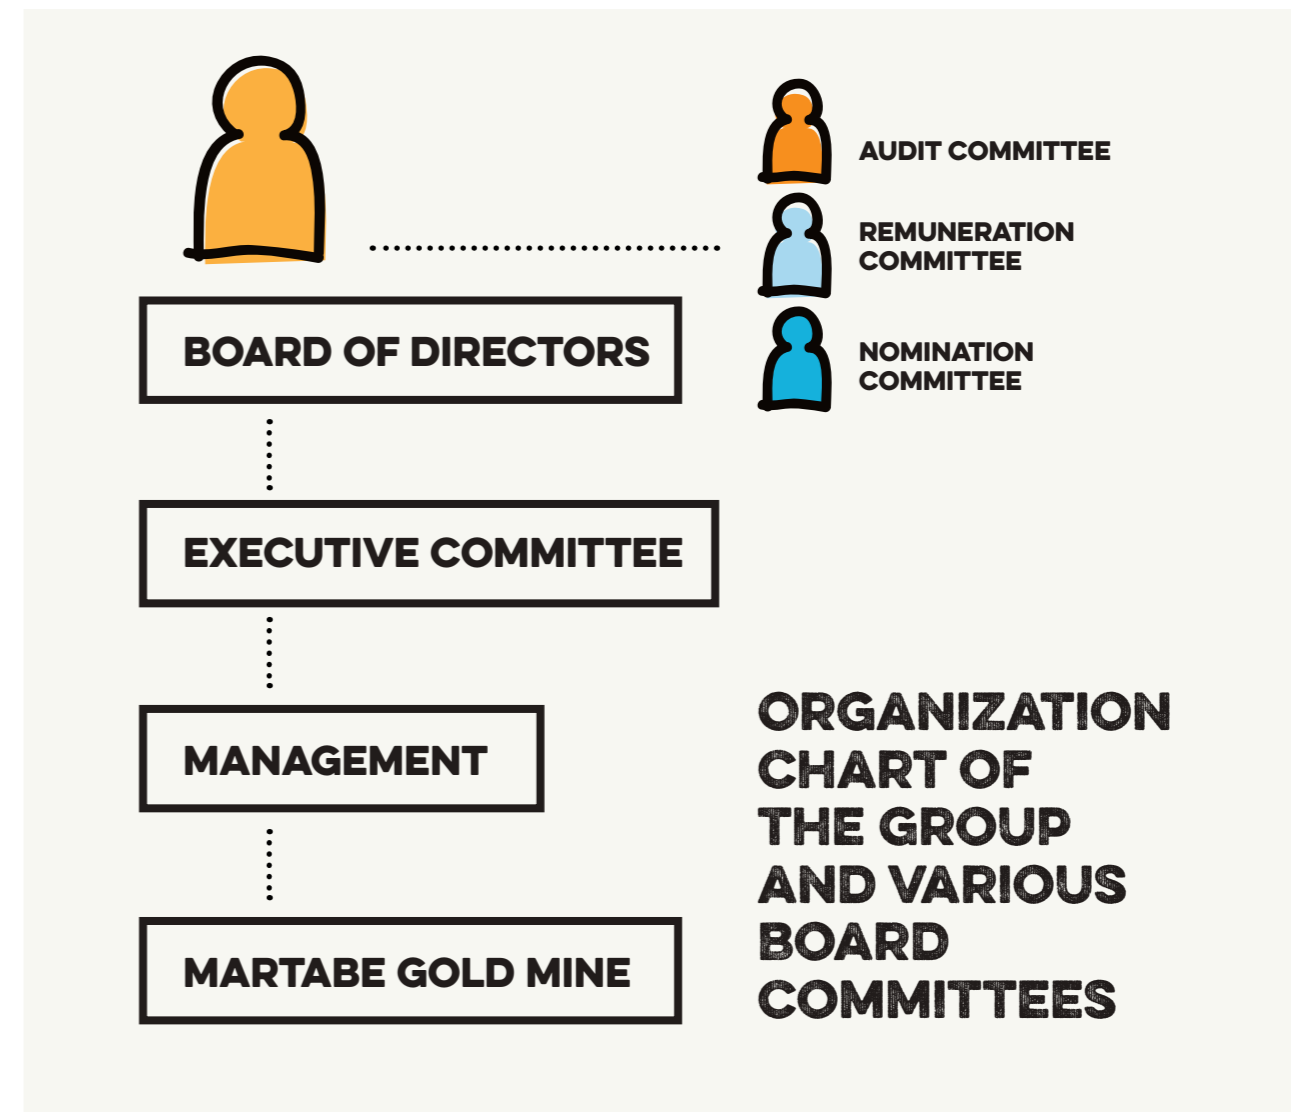 AUDIT COMMITTEE
REMUNERATION
COMMITTEE
NOMINATION
COMMITTEE
BOARD OF DIRECTORS
EXECUTIVE COMMITTEE
MANAGEMENT
MARTABE GOLD MINE
ORGANIZATION
CHART OF
THE GROUP
AND VARIOUS
BOARD
COMMITTEES